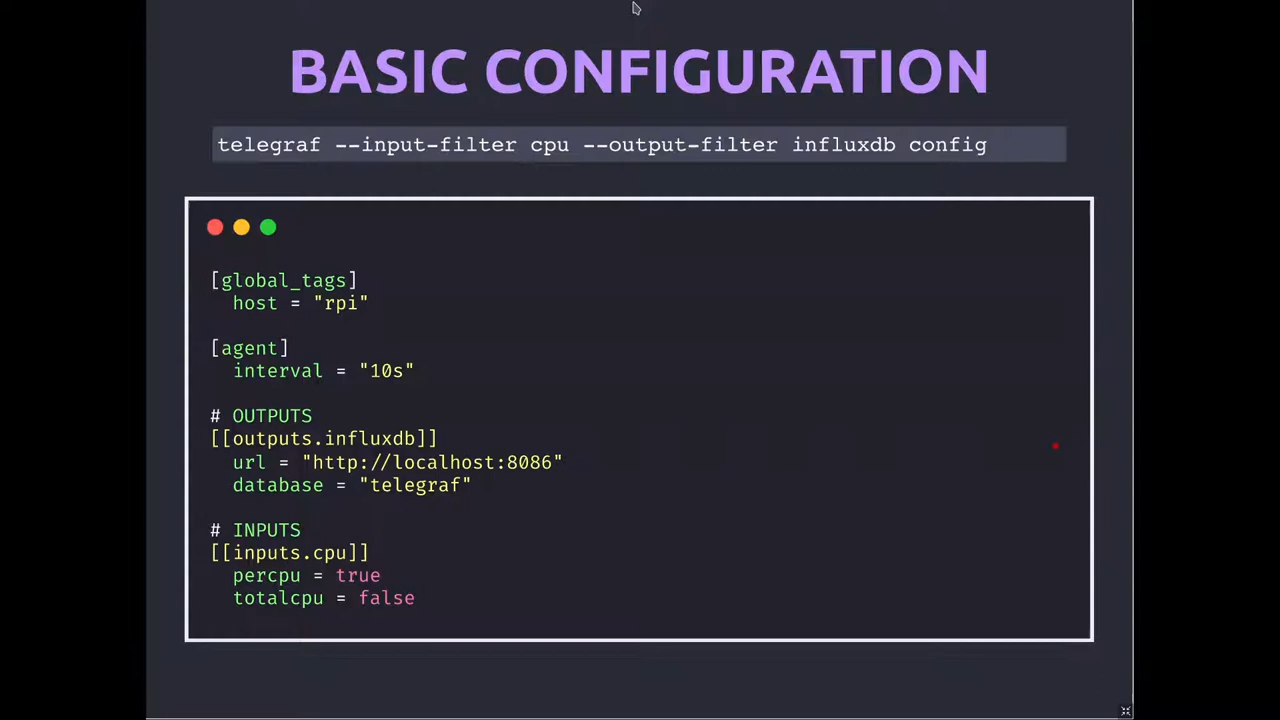 BASIC CONFIGURATION
telegraf --input-filter cpu --output-filter influxdb config
[global_tags]
host = "rpi"
[agent]
interval = "10s"
# OUTPUTS
[[outputs.influxdb]]
url = "http://localhost:8086"
database = "telegraf"
# INPUTS
[[inputs.cpu]]
percpu = true
totalcpu = false